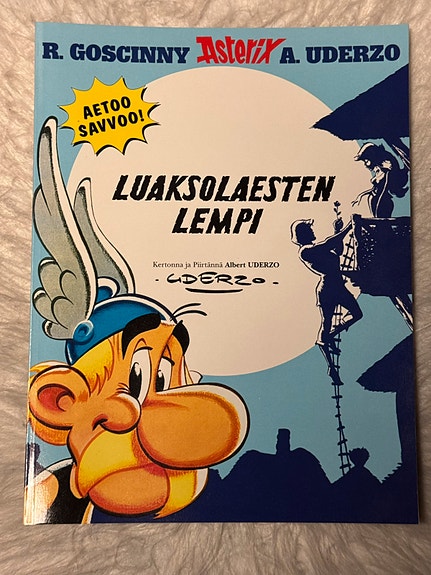 R. GOSCINNY Asterix A. UDERZO
AETOO
SAVVOO!
LUAKSOLAESTEN
LEMPI
Kertonna ja Piirtännä Albert UDERZO
·UDERZO·